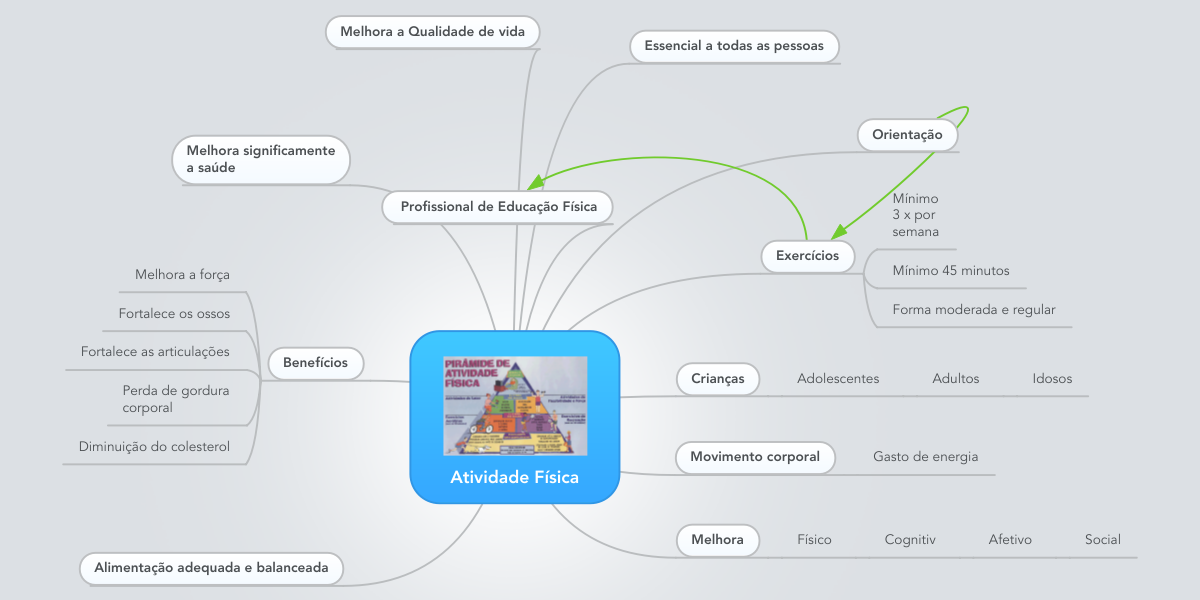 Melhora a Qualidade de vida
Essencial a todas as pessoas
Orientação
Melhora significamente
a saúde
Profissional de Educação Física
Mínimo
3 x por
semana
Exercícios
Mínimo 45 minutos
Forma moderada e regular
Melhora a força
Fortalece os ossos
Fortalece as articulações
Perda de gordura
corporal
Diminuição do colesterol
Benefícios
PIRÂMIDE DE
ATIVIDADE
FÍSICA
Atividade Física
Crianças Adolescentes Adultos Idosos
Movimento corporal Gasto de energia
Melhora Físico Cognitiv Afetivo Social
Alimentação adequada e balanceada